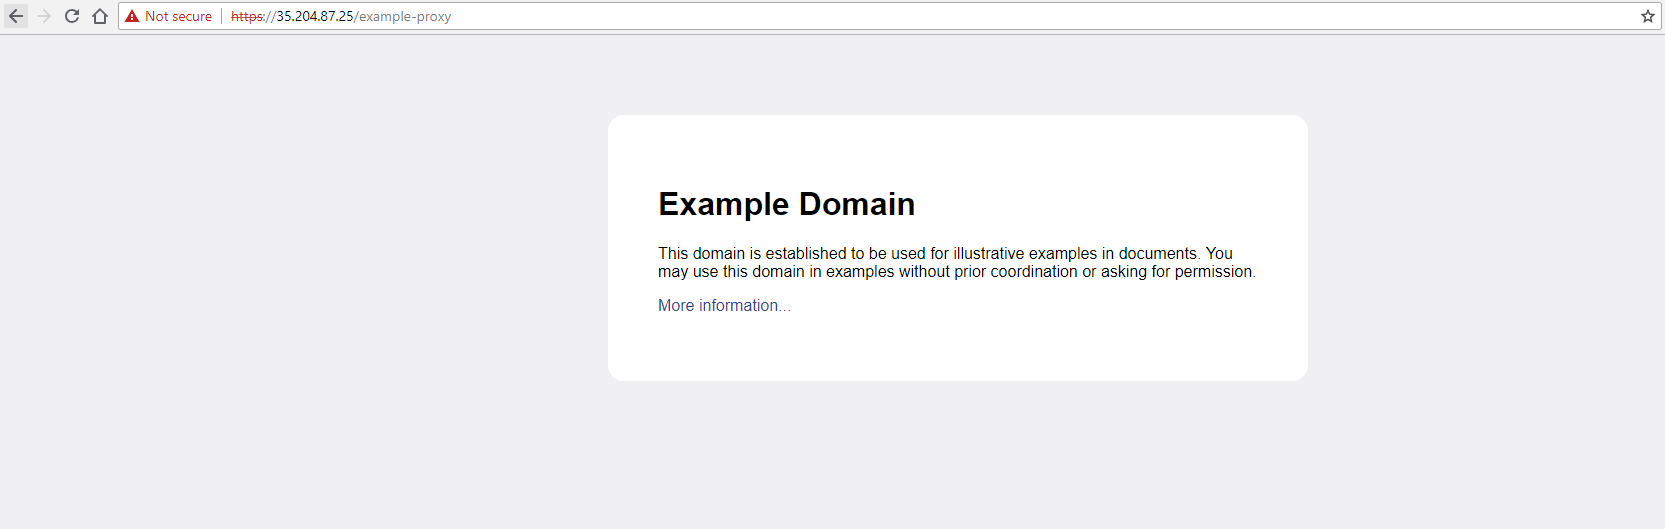 Not secure | https://35.204.87.25/example-proxy
Example Domain
This domain is established to be used for illustrative examples in documents. You
may use this domain in examples without prior coordination or asking for permission.
More information...